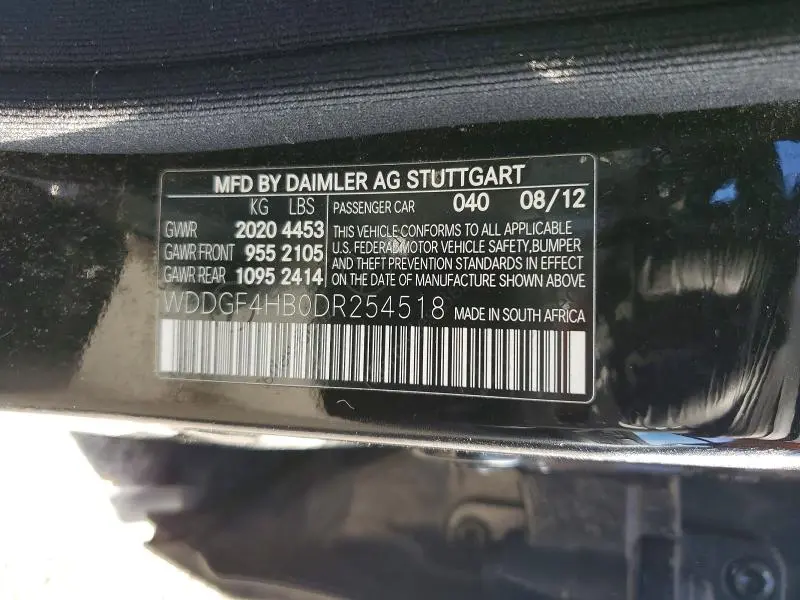 MFD BY DAIMLER AG STUTTGART
KG LBS
GVWR 2020 4453
GAWR FRONT 955 2105
GAWR REAR 1095 2414
PASSENGER CAR 040 08/12
THIS VEHICLE CONFORMS TO ALL APPLICABLE
U.S. FEDERAL MOTOR VEHICLE SAFETY, BUMPER
AND THEFT PREVENTION STANDARDS IN EFFECT
ON THE DATE OF MANUFACTURE SHOWN ABOVE
WDDGF4HB0DR254518 MADE IN SOUTH AFRICA